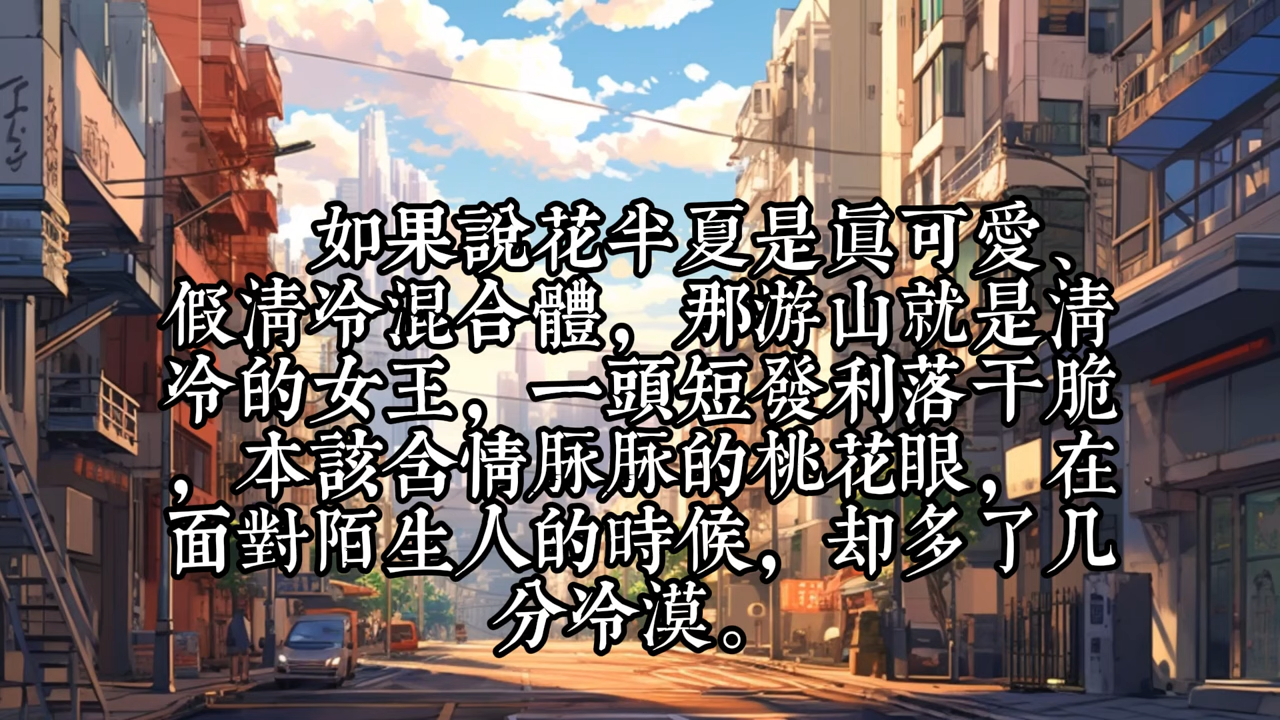 如果說花半夏是眞可愛、
假淸冷混合體，那游山就是淸
冷的女王，一頭短發利落干脆
，本該含情脈脈的桃花眼，在
面對陌生人的時候，却多了几
分冷漠。